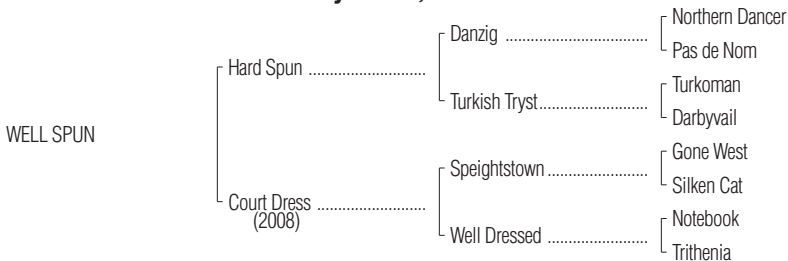 Northern Dancer
Danzig ................................
Pas de Nom
Hard Spun ..........................
Turkoman
Turkish Tryst........................
Darbyvail
WELL SPUN
Gone West
Speightstown ......................
Silken Cat
Court Dress ........................
(2008)
Notebook
Well Dressed ......................
Trithenia